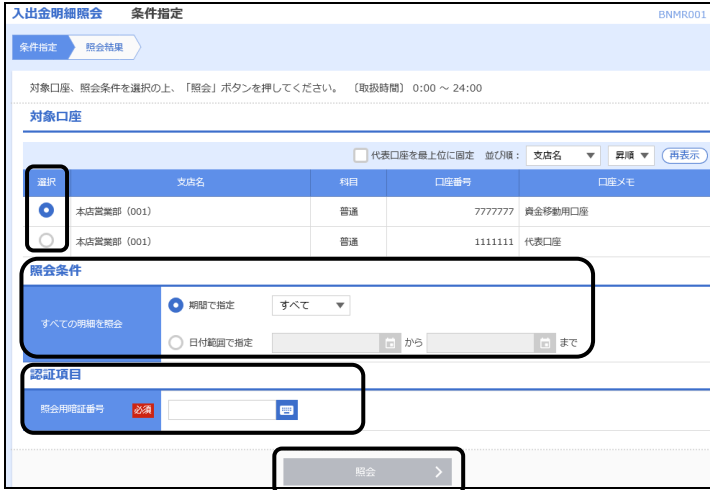 入出金明細照会 条件指定 BNMR001
条件指定 照会結果
対象口座、照会条件を選択の上、「照会」ボタンを押してください。 〔取扱時間〕 0:00 ～ 24:00
対象口座
代表口座を最上位に固定 並び順： 支店名 昇順 再表示
選択 支店名 科目 口座番号 口座メモ
本店営業部（001） 普通 7777777 資金移動用口座
本店営業部（001） 普通 1111111 代表口座
照会条件
すべての明細を照会
期間で指定 すべて
日付範囲で指定 から まで
認証項目
照会用暗証番号 必須
照会